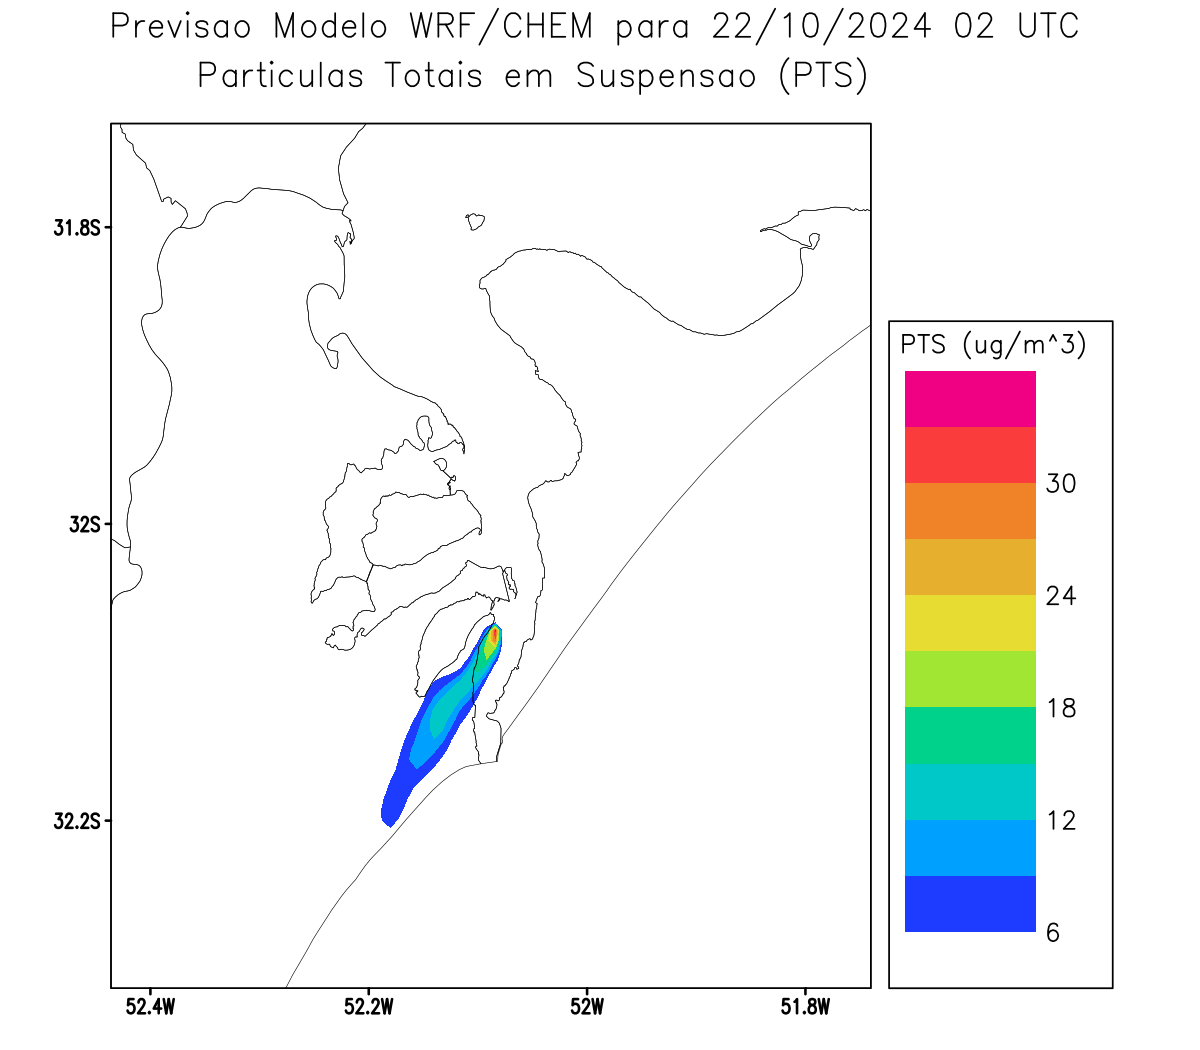 Previsao Modelo WRF/CHEM para 22/10/2024 02 UTC
Particulas Totais em Suspensao (PTS)
31.8S
32S
32.2S
52.4W
52.2W
52W
51.8W
PTS (ug/m^3)
30
24
18
12
6